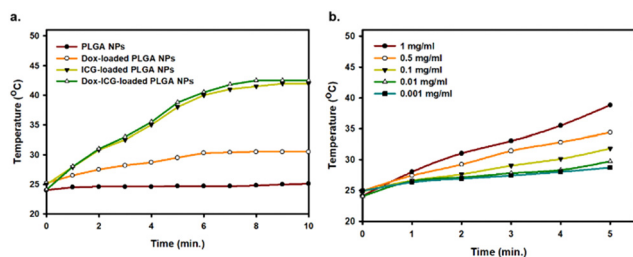 a.
PLGA NPs
Dox-loaded PLGA NPs
ICG-loaded PLGA NPs
Dox-ICG-loaded PLGA NPs
Temperature (°C)
50
45
40
35
30
25
20
0 2 4 6 8 10
Time (min.)
b.
1 mg/ml
0.5 mg/ml
0.1 mg/ml
0.01 mg/ml
0.001 mg/ml
Temperature (°C)
50
45
40
35
30
25
20
0 1 2 3 4 5
Time (min.)